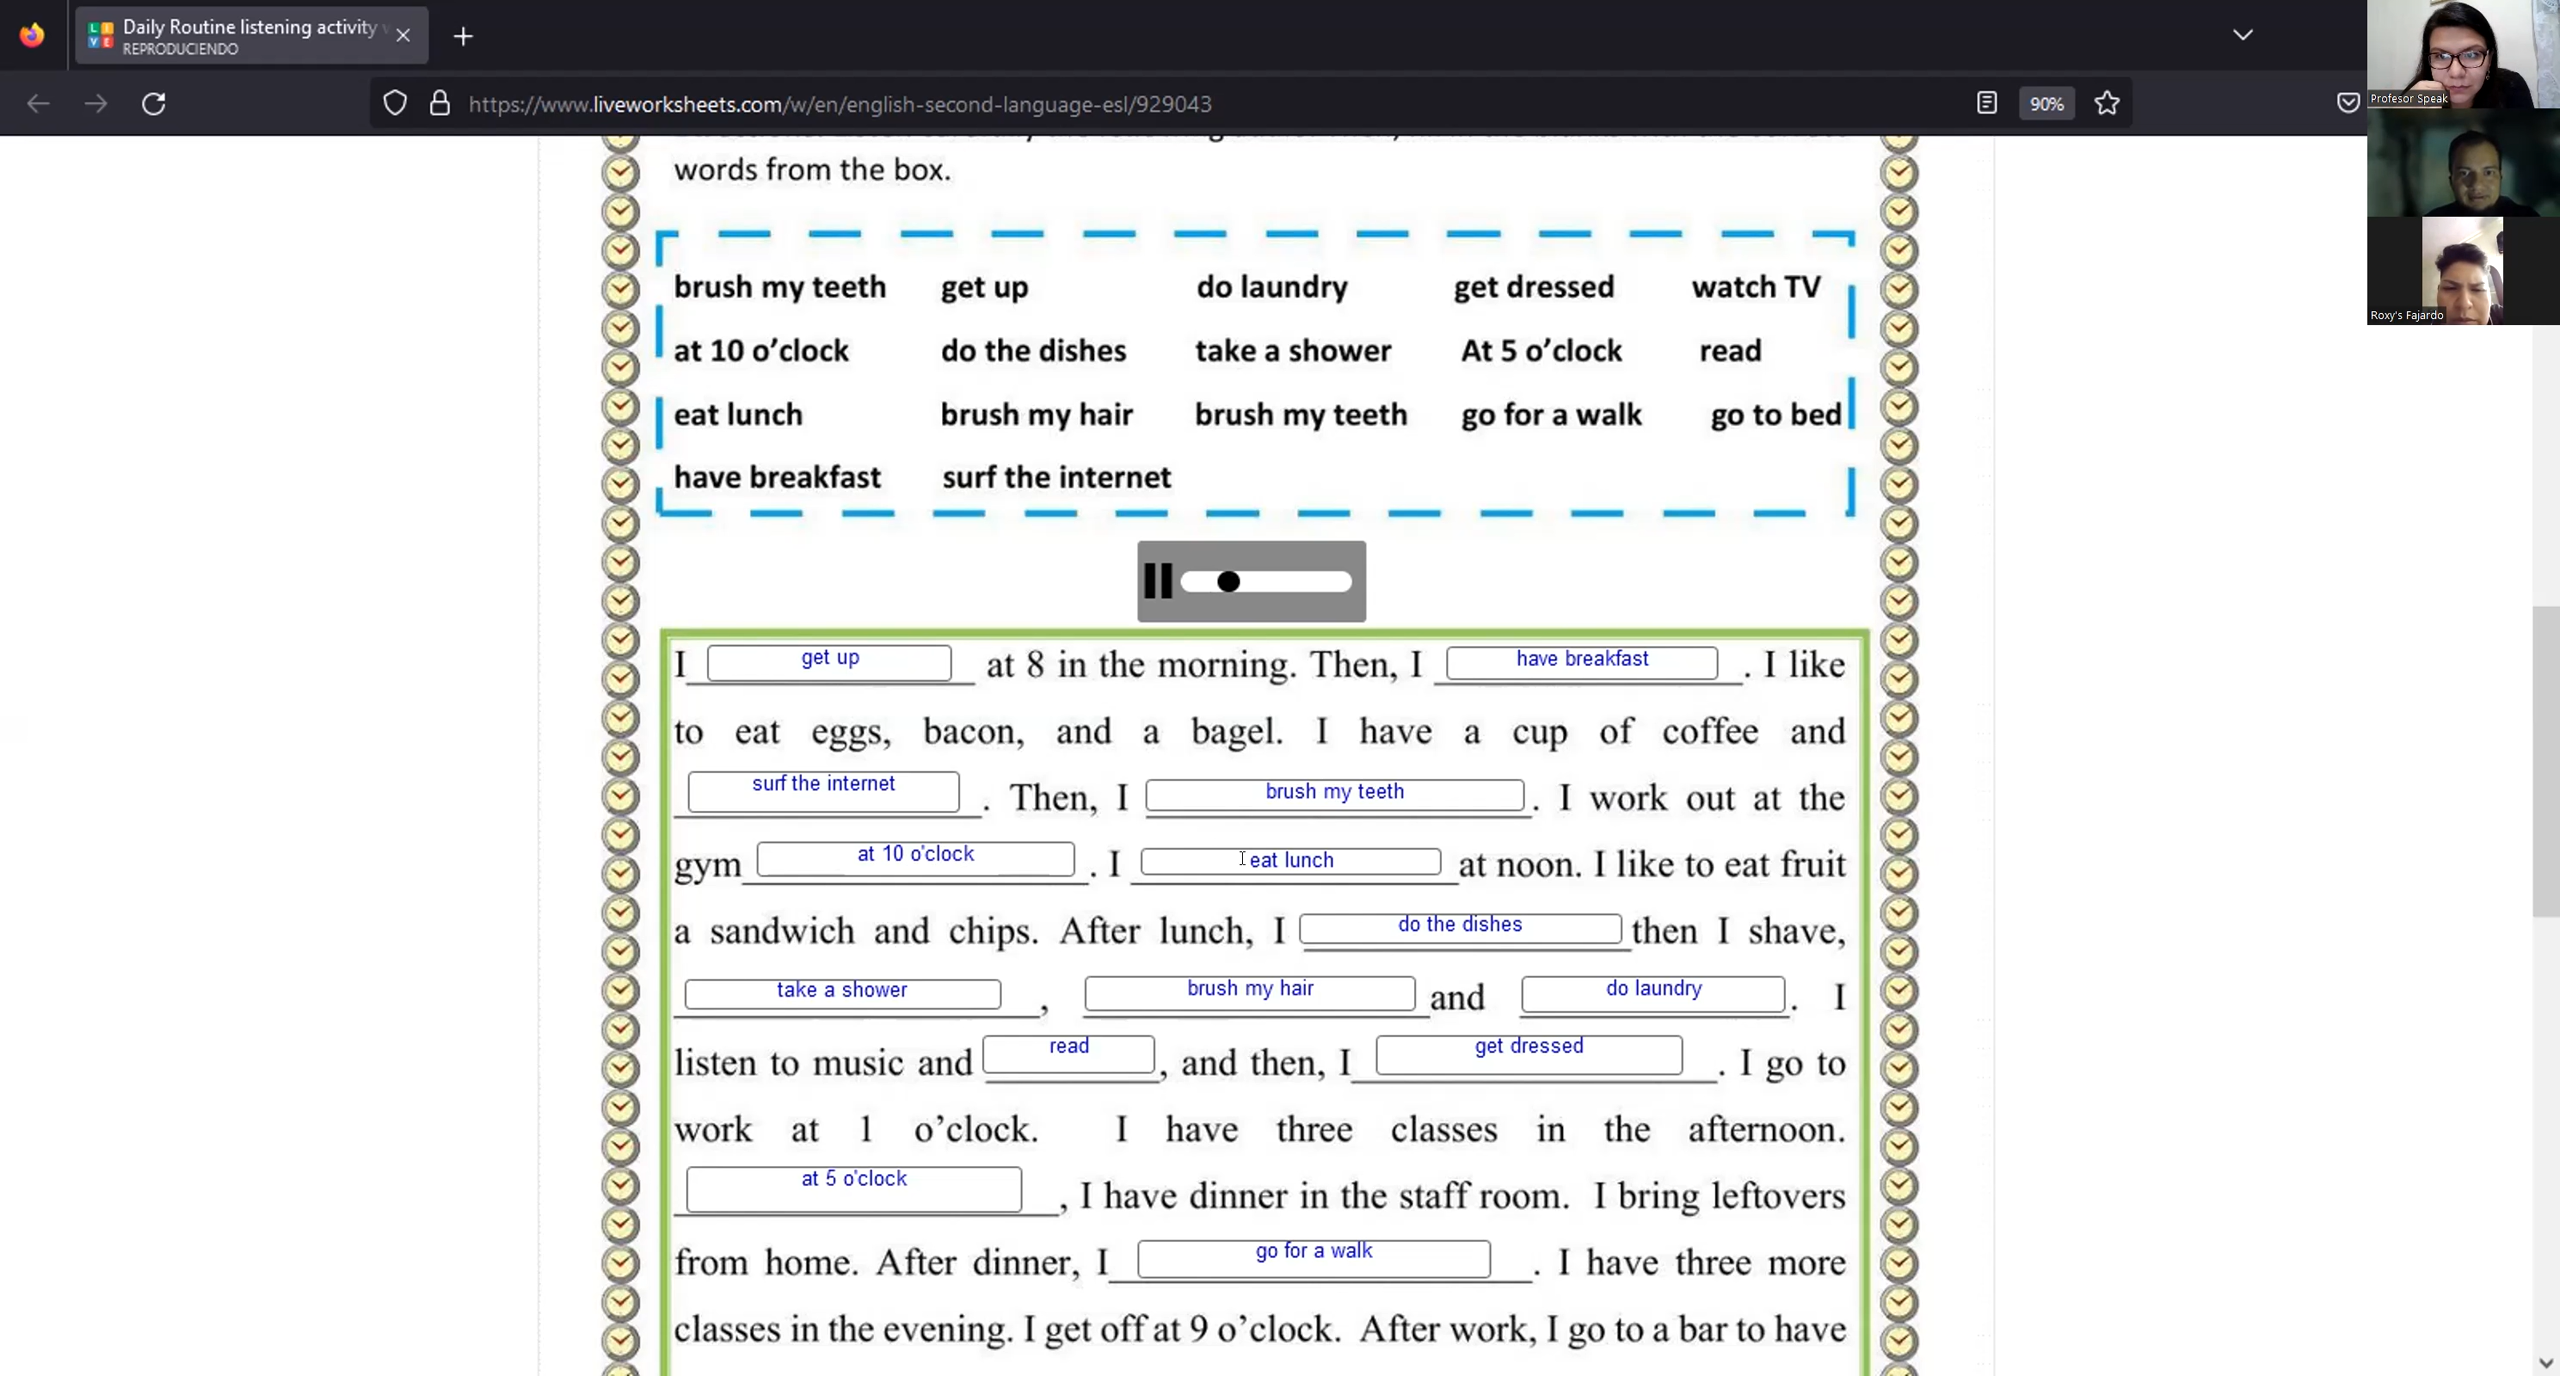 Daily Routine listening activity
REPRODUCIENDO
https://www.liveworksheets.com/w/en/english-second-language-esl/929043
90%
Profesor Speak
Roxy's Fajardo
words from the box.
brush my teeth get up do laundry get dressed watch TV
at 10 o'clock do the dishes take a shower At 5 o'clock read
eat lunch brush my hair brush my teeth go for a walk go to bed
have breakfast surf the internet
I get up at 8 in the morning. Then, I have breakfast. I like
to eat eggs, bacon, and a bagel. I have a cup of coffee and
surf the internet. Then, I brush my teeth. I work out at the
gym at 10 o'clock. I eat lunch at noon. I like to eat fruit
a sandwich and chips. After lunch, I do the dishes then I shave,
take a shower, brush my hair and do laundry. I
listen to music and read, and then, I get dressed. I go to
work at 1 o'clock. I have three classes in the afternoon.
at 5 o'clock, I have dinner in the staff room. I bring leftovers
from home. After dinner, I go for a walk. I have three more
classes in the evening. I get off at 9 o'clock. After work, I go to a bar to have